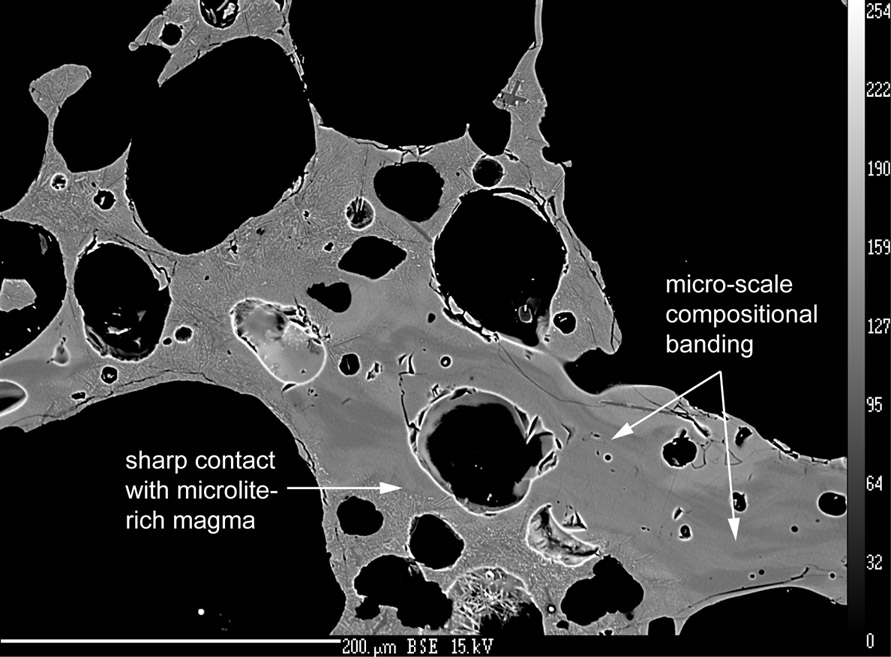 254
222
190
159
127
95
64
32
0
micro-scale
compositional
banding
sharp contact
with microlite-
rich magma
200.µm BSE 15.kV